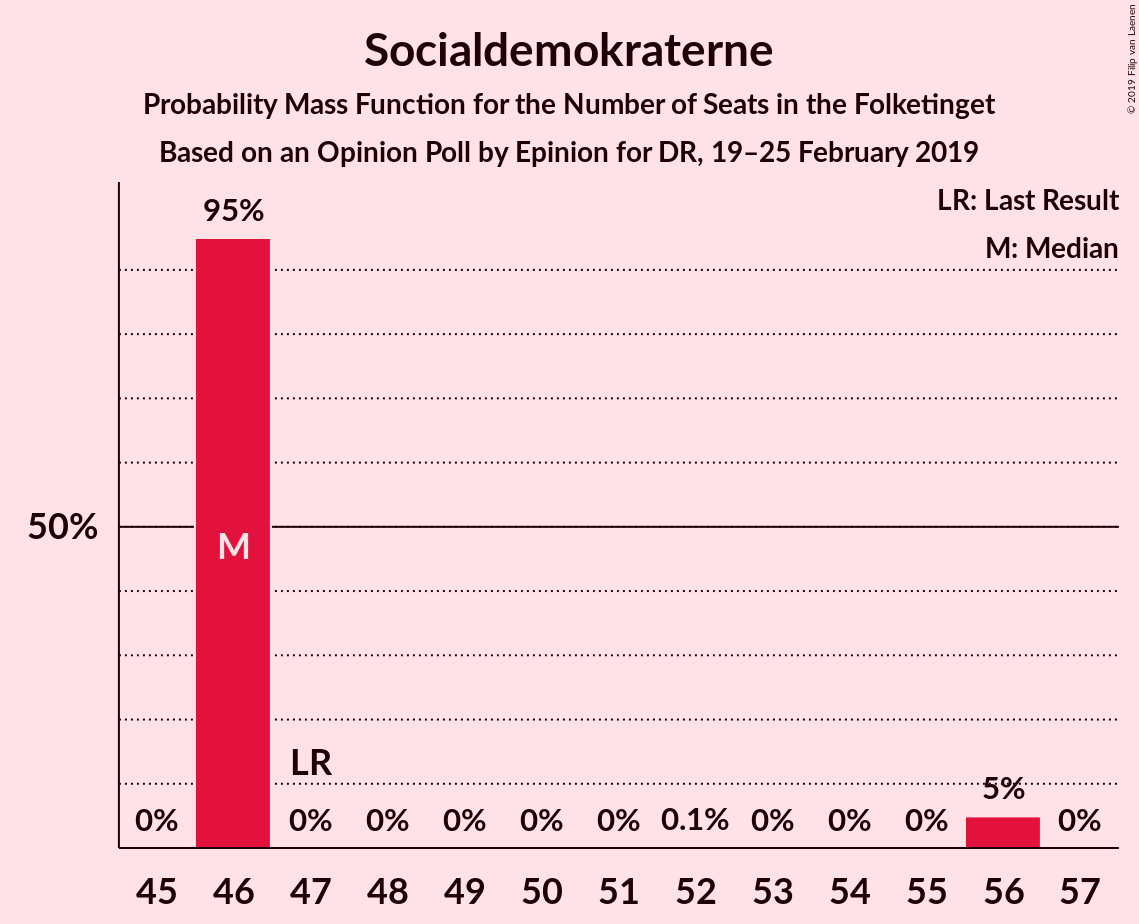 Socialdemokraterne
Probability Mass Function for the Number of Seats in the Folketinget
Based on an Opinion Poll by Epinion for DR, 19–25 February 2019
© 2019 Filip van Laenen
LR: Last Result
M: Median
95%
50%
M
LR
5%
0% 0% 0% 0% 0% 0% 0.1% 0% 0% 0% 0%
45 46 47 48 49 50 51 52 53 54 55 56 57